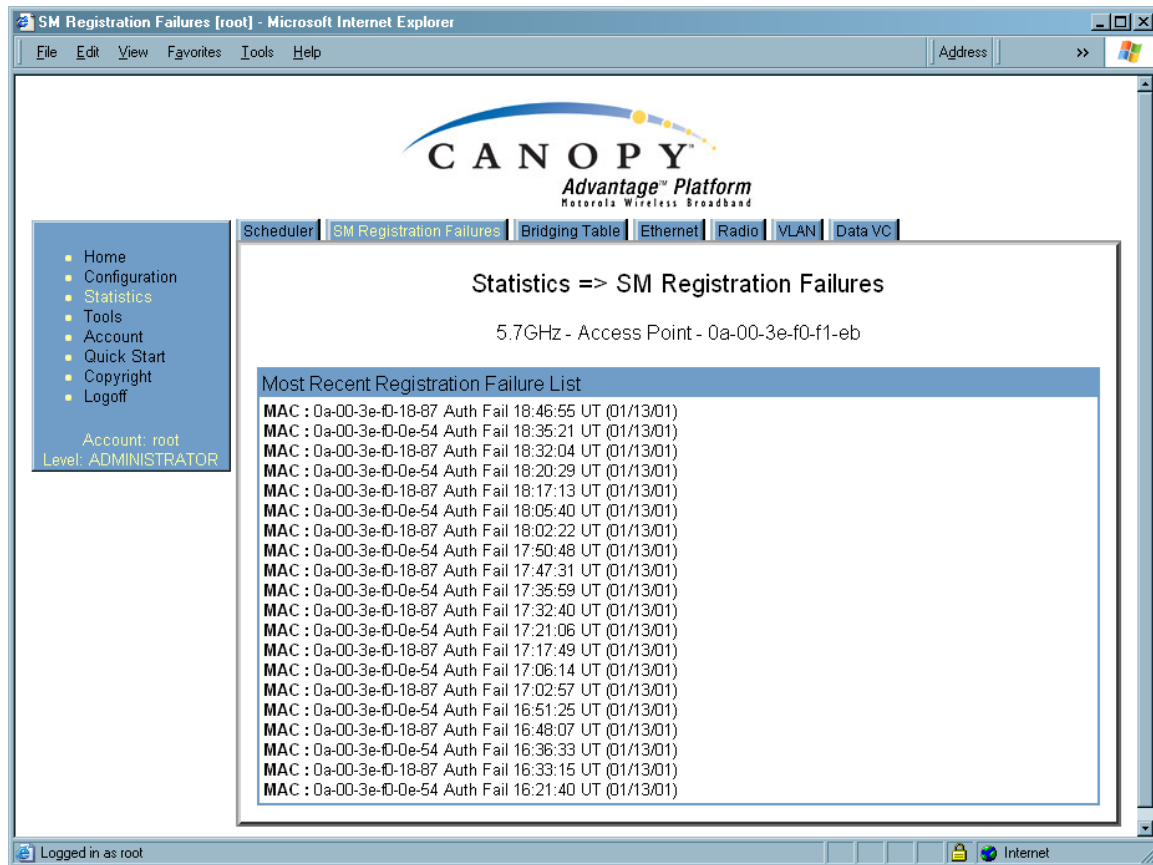 SM Registration Failures [root] - Microsoft Internet Explorer
File Edit View Favorites Tools Help Address »
CANOPY™
Advantage™ Platform
Motorola Wireless Broadband
Scheduler SM Registration Failures Bridging Table Ethernet Radio VLAN Data VC
Home
Configuration
Statistics
Tools
Account
Quick Start
Copyright
Logoff
Account: root
Level: ADMINISTRATOR
Statistics => SM Registration Failures
5.7GHz - Access Point - 0a-00-3e-f0-f1-eb
Most Recent Registration Failure List
MAC : 0a-00-3e-f0-18-87 Auth Fail 18:46:55 UT (01/13/01)
MAC : 0a-00-3e-f0-0e-54 Auth Fail 18:35:21 UT (01/13/01)
MAC : 0a-00-3e-f0-18-87 Auth Fail 18:32:04 UT (01/13/01)
MAC : 0a-00-3e-f0-0e-54 Auth Fail 18:20:29 UT (01/13/01)
MAC : 0a-00-3e-f0-18-87 Auth Fail 18:17:13 UT (01/13/01)
MAC : 0a-00-3e-f0-0e-54 Auth Fail 18:05:40 UT (01/13/01)
MAC : 0a-00-3e-f0-18-87 Auth Fail 18:02:22 UT (01/13/01)
MAC : 0a-00-3e-f0-0e-54 Auth Fail 17:50:48 UT (01/13/01)
MAC : 0a-00-3e-f0-18-87 Auth Fail 17:47:31 UT (01/13/01)
MAC : 0a-00-3e-f0-0e-54 Auth Fail 17:35:59 UT (01/13/01)
MAC : 0a-00-3e-f0-18-87 Auth Fail 17:32:40 UT (01/13/01)
MAC : 0a-00-3e-f0-0e-54 Auth Fail 17:21:06 UT (01/13/01)
MAC : 0a-00-3e-f0-18-87 Auth Fail 17:17:49 UT (01/13/01)
MAC : 0a-00-3e-f0-0e-54 Auth Fail 17:06:14 UT (01/13/01)
MAC : 0a-00-3e-f0-18-87 Auth Fail 17:02:57 UT (01/13/01)
MAC : 0a-00-3e-f0-0e-54 Auth Fail 16:51:25 UT (01/13/01)
MAC : 0a-00-3e-f0-18-87 Auth Fail 16:48:07 UT (01/13/01)
MAC : 0a-00-3e-f0-0e-54 Auth Fail 16:36:33 UT (01/13/01)
MAC : 0a-00-3e-f0-18-87 Auth Fail 16:33:15 UT (01/13/01)
MAC : 0a-00-3e-f0-0e-54 Auth Fail 16:21:40 UT (01/13/01)
Logged in as root Internet